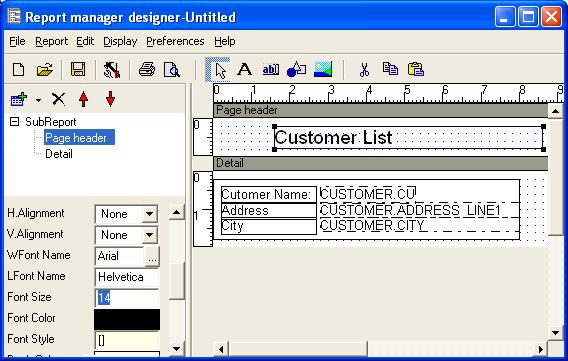 Report manager designer-Untitled
File Report Edit Display Preferences Help
A ab
SubReport
Page header
Detail
H.Alignment None
V.Alignment None
WFont Name Arial ...
LFont Name Helvetica
Font Size 14
Font Color
Font Style []
0 1 2 3 4 5 6 7 8 9
Page header
0
Customer List
Detail
0
1
Cutomer Name: CUSTOMER.CU
Address CUSTOMER.ADDRESS_LINE1
City CUSTOMER.CITY